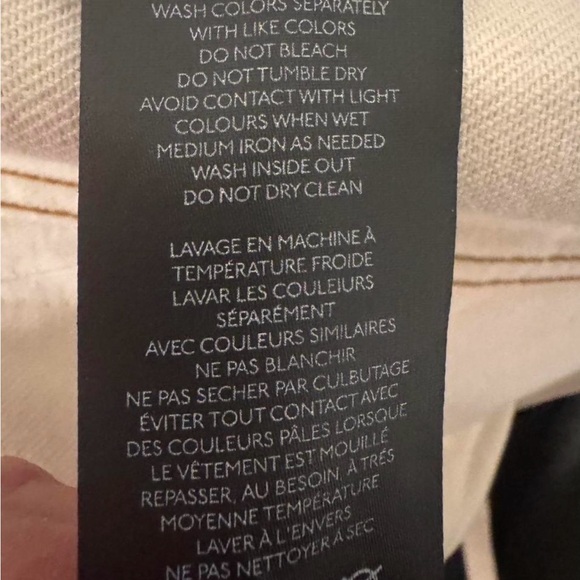 WASH COLORS SEPARATELY
WITH LIKE COLORS
DO NOT BLEACH
DO NOT TUMBLE DRY
AVOID CONTACT WITH LIGHT
COLOURS WHEN WET
MEDIUM IRON AS NEEDED
WASH INSIDE OUT
DO NOT DRY CLEAN
LAVAGE EN MACHINE À
TEMPÉRATURE FROIDE
LAVAR LES COULEIURS
SÉPARÉMENT
AVEC COULEURS SIMILAIRES
NE PAS BLANCHIR
NE PAS SECHER PAR CULBUTAGE
ÉVITER TOUT CONTACT AVEC
DES COULEURS PÂLES LORSQUE
LE VÊTEMENT EST MOUILLÉ
REPASSER, AU BESOIN, À TRÉS
MOYENNE TEMPÉRATURE
LAVER À L'ENVERS
NE PAS NETTOYER À SEC